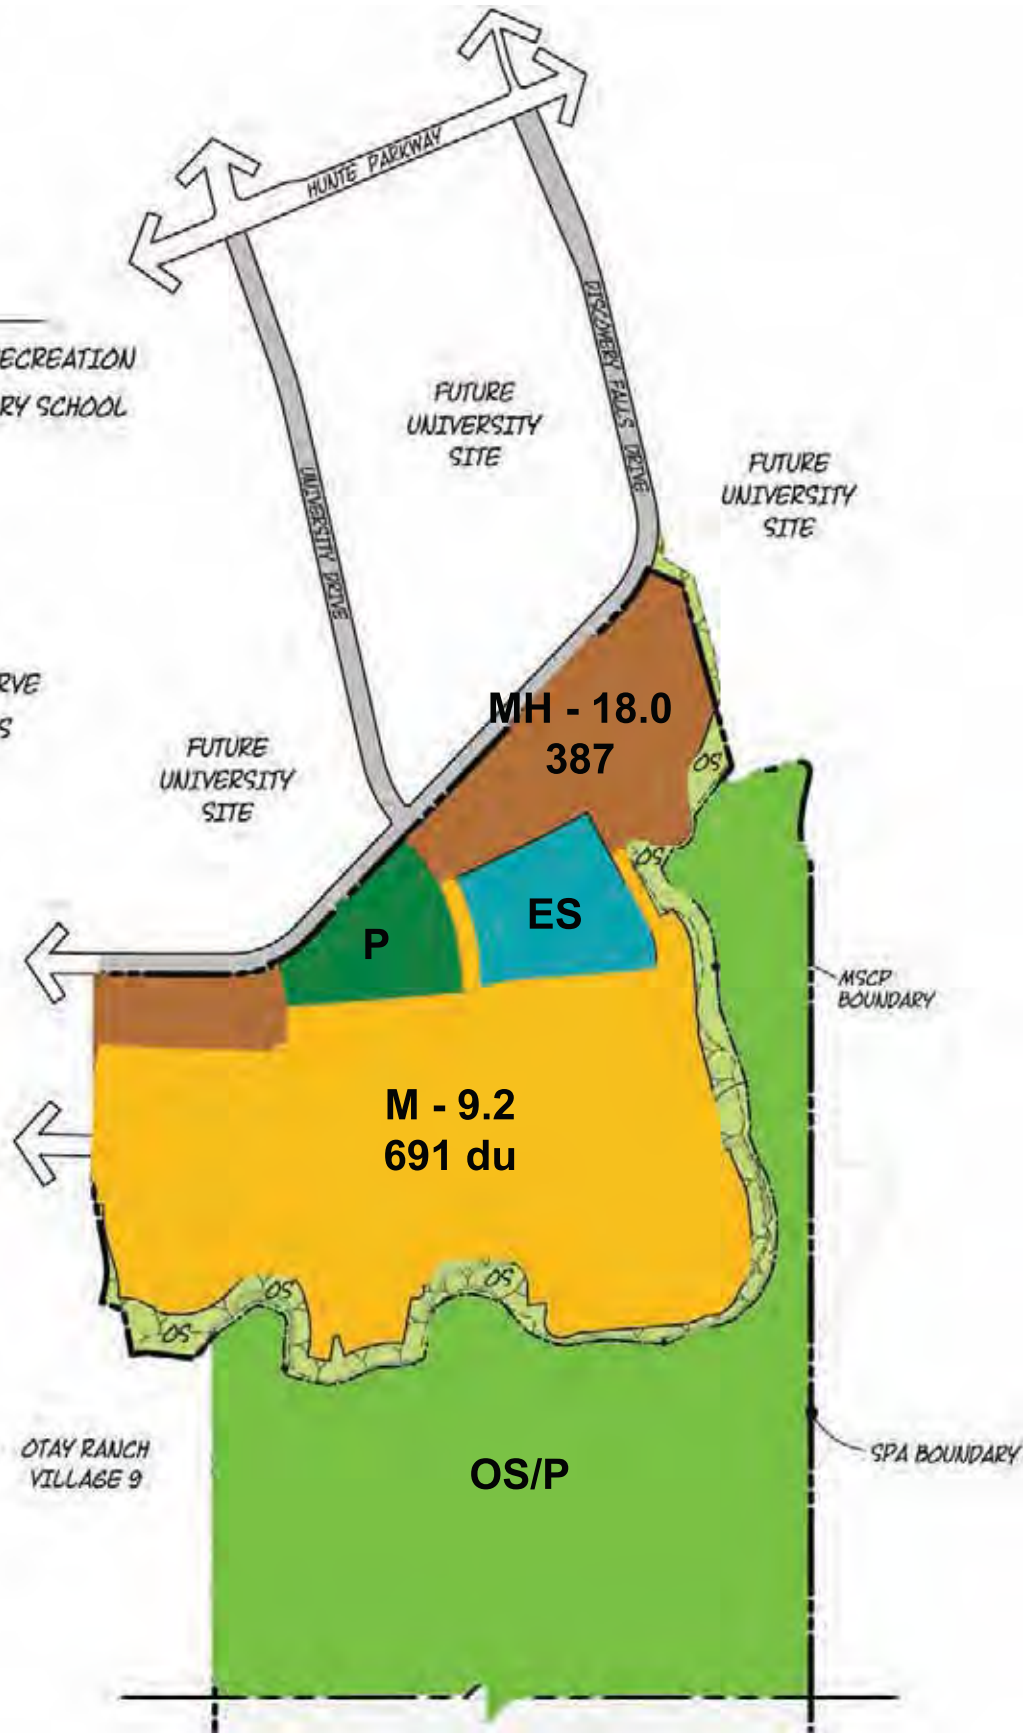 HUNTE PARKWAY
DISCOVERY FALLS DRIVE
ECREATION
RY SCHOOL
FUTURE
UNIVERSITY
SITE
FUTURE
UNIVERSITY
SITE
UNIVERSITY DRIVE
RVE
S
MH - 18.0
387
FUTURE
UNIVERSITY
SITE
OS
OS
ES
P
MSCP
BOUNDARY
M - 9.2
691 du
OS
OS
OS
OTAY RANCH
VILLAGE 9
SPA BOUNDARY
OS/P